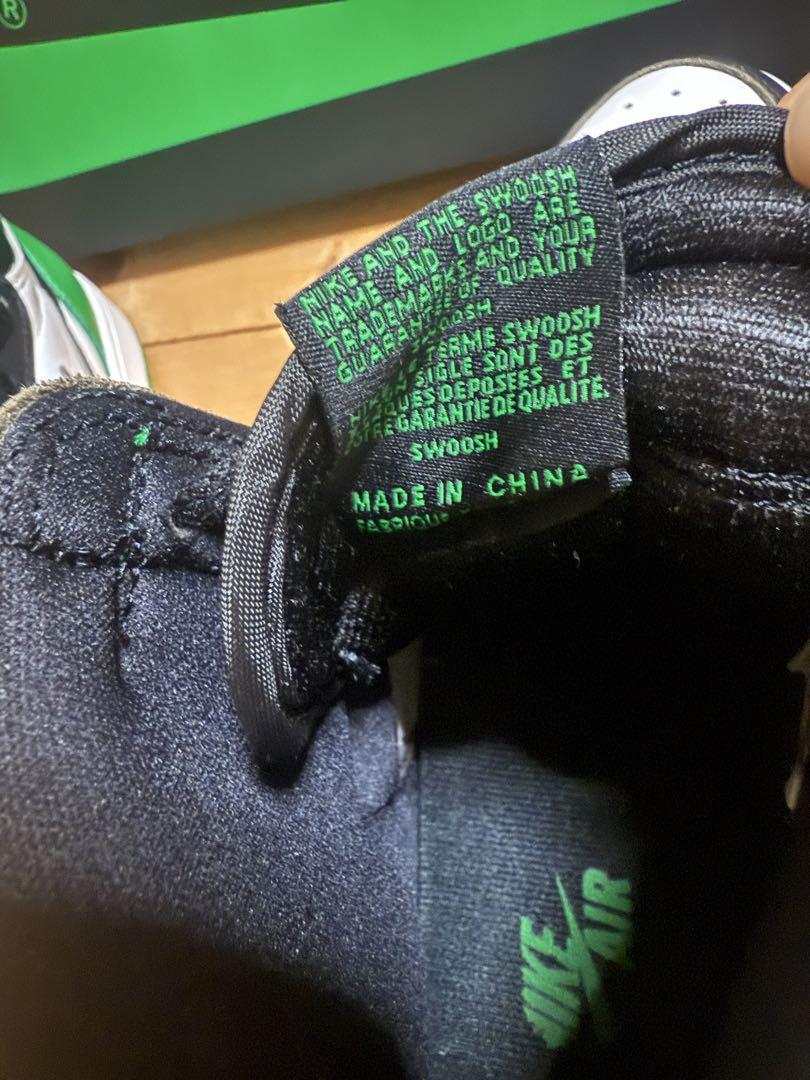 ®
NIKE AND THE SWOOSH
NAME AND LOGO ARE
TRADEMARKS AND YOUR
GUARANTEE OF QUALITY
SWOOSH
TERME SWOOSH
SIGLE SONT DES
DEPOSEES ET
GARANTIE DE QUALITE.
SWOOSH
MADE IN CHINA
NIKE
AIR